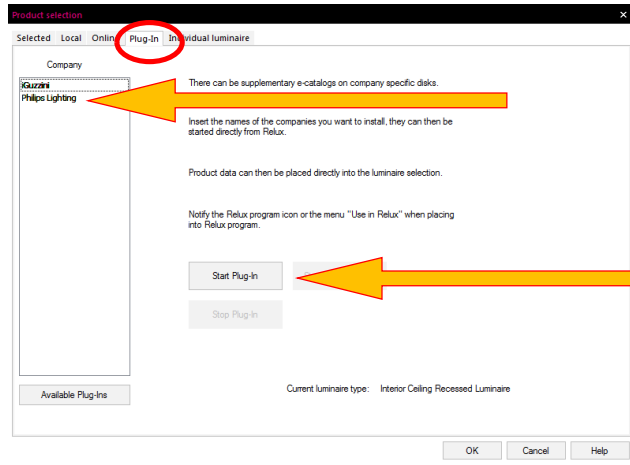 Product selection
Selected Local Online Plug-In Individual luminaire
Company
iGuzzini
Philips Lighting
There can be supplementary e-catalogs on company specific disks.
Insert the names of the companies you want to install, they can then be
started directly from Relux.
Product data can then be placed directly into the luminaire selection.
Notify the Relux program icon or the menu "Use in Relux" when placing
into Relux program.
Start Plug-In
Stop Plug-In
Available Plug-Ins
Current luminaire type: Interior Ceiling Recessed Luminaire
OK Cancel Help